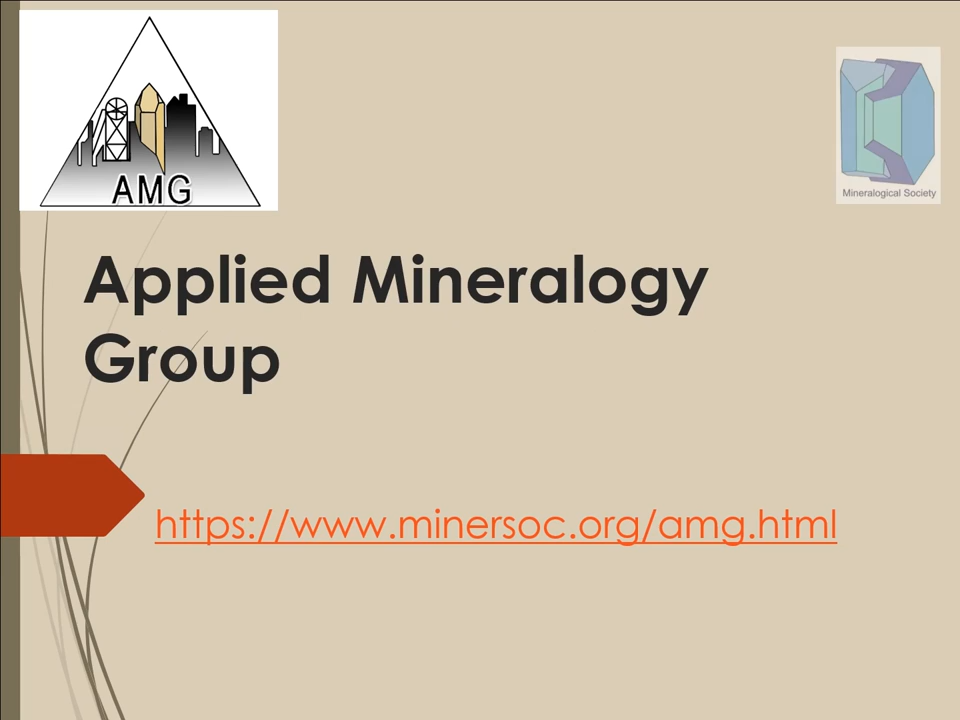 AMG
Mineralogical Society
Applied Mineralogy
Group
https://www.minersoc.org/amg.html